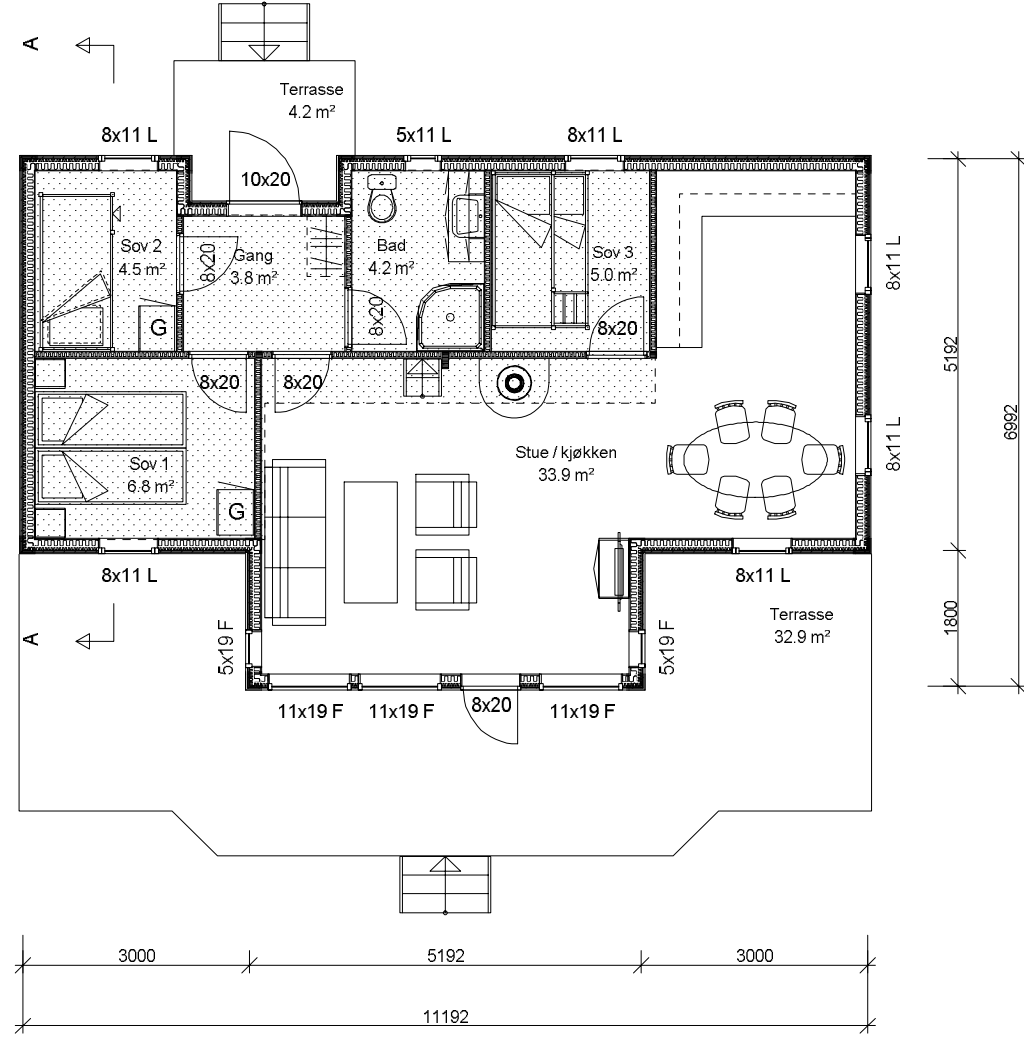 A
Terrasse
4.2 m²
8x11 L
5x11 L
8x11 L
10x20
Sov 2
4.5 m²
8x20
Gang
3.8 m²
Bad
4.2 m²
Sov 3
5.0 m²
8x11 L
G
8x20
8x20
5192
6992
8x20
8x20
Stue / kjøkken
33.9 m²
8x11 L
Sov 1
6.8 m²
G
8x11 L
8x11 L
Terrasse
32.9 m²
1800
A
5x19 F
5x19 F
11x19 F
11x19 F
8x20
11x19 F
3000
5192
3000
11192